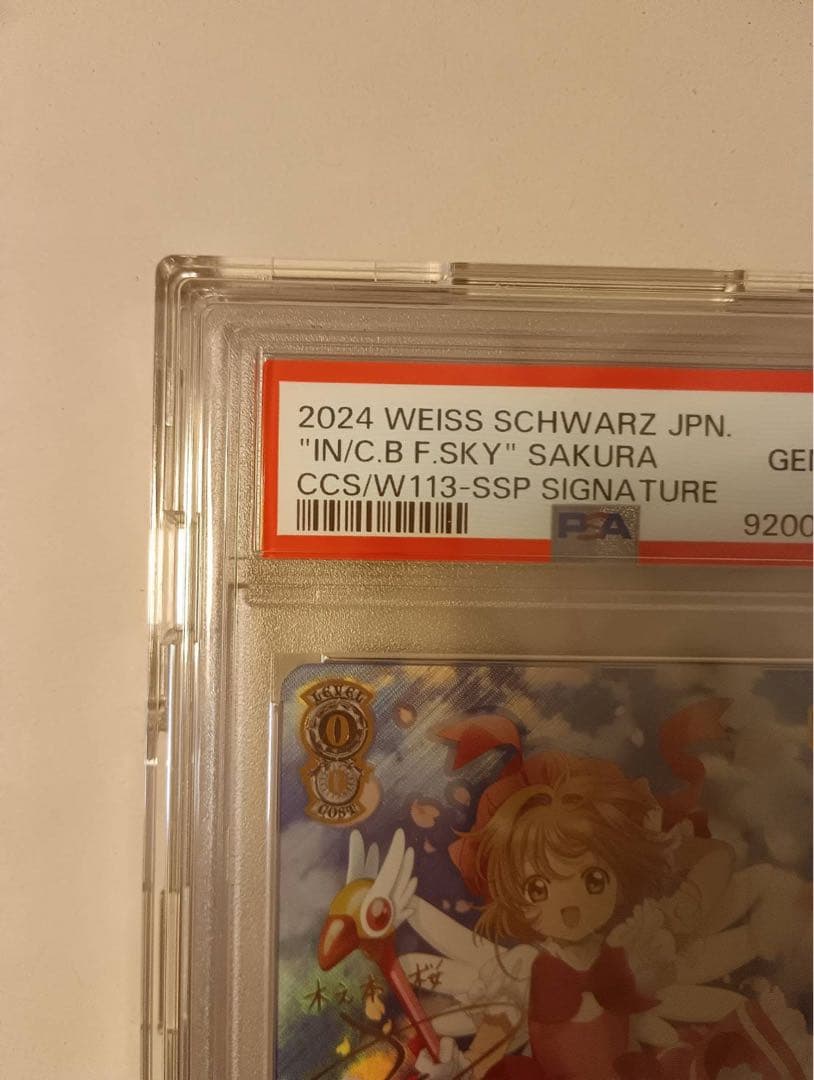 2024 WEISS SCHWARZ JPN.
"IN/C.B F.SKY" SAKURA GEM
CCS/W113-SSP SIGNATURE
PSA 9200
LEVEL
0
0
COST
木之本 桜